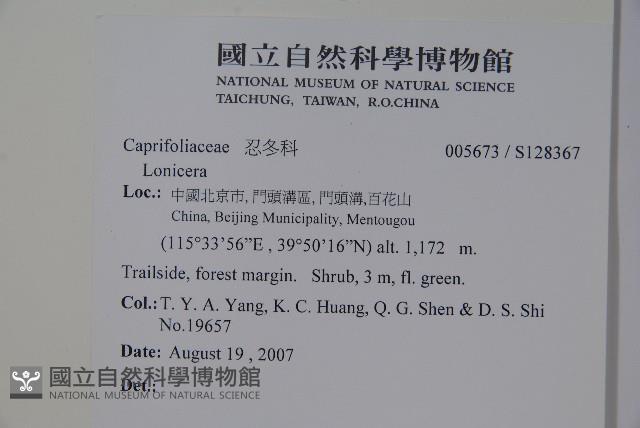 國立自然科學博物館
NATIONAL MUSEUM OF NATURAL SCIENCE
TAICHUNG, TAIWAN, R.O.CHINA
Caprifoliaceae 忍冬科 005673 / S128367
Lonicera
Loc.: 中國北京市, 門頭溝區, 門頭溝,百花山
China, Beijing Municipality, Mentougou
(115°33'56”E , 39°50'16”N) alt. 1,172 m.
Trailside, forest margin. Shrub, 3 m, fl. green.
Col.: T. Y. A. Yang, K. C. Huang, Q. G. Shen & D. S. Shi
No.19657
Date: August 19 , 2007
Det.:
國立自然科學博物館
NATIONAL MUSEUM OF NATURAL SCIENCE